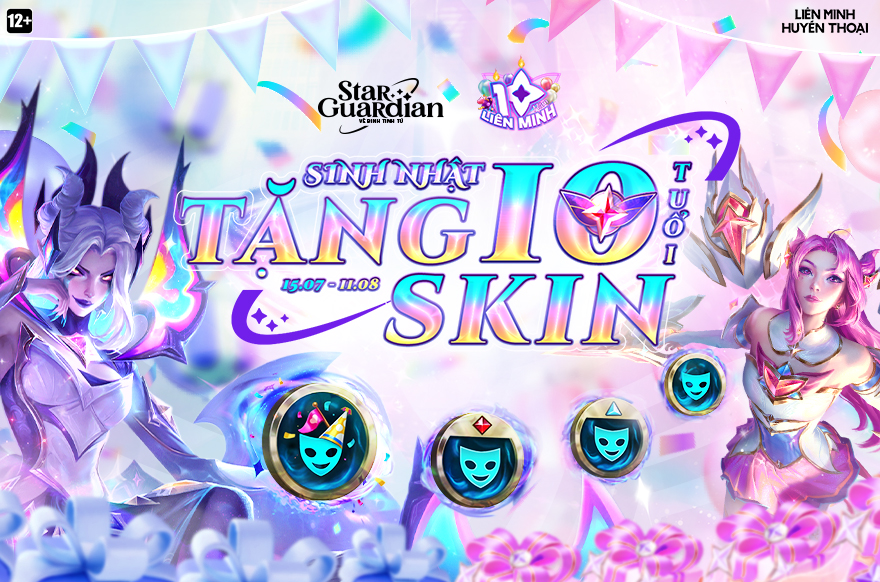 12+
LIÊN MINH
HUYỀN THOẠI
STAR GUARDIAN
VỆ BINH TINH TÚ
10
LIÊN MINH
SINH NHẬT 10 TUỔI
TẶNG 10
15.07 - 11.08
SKIN